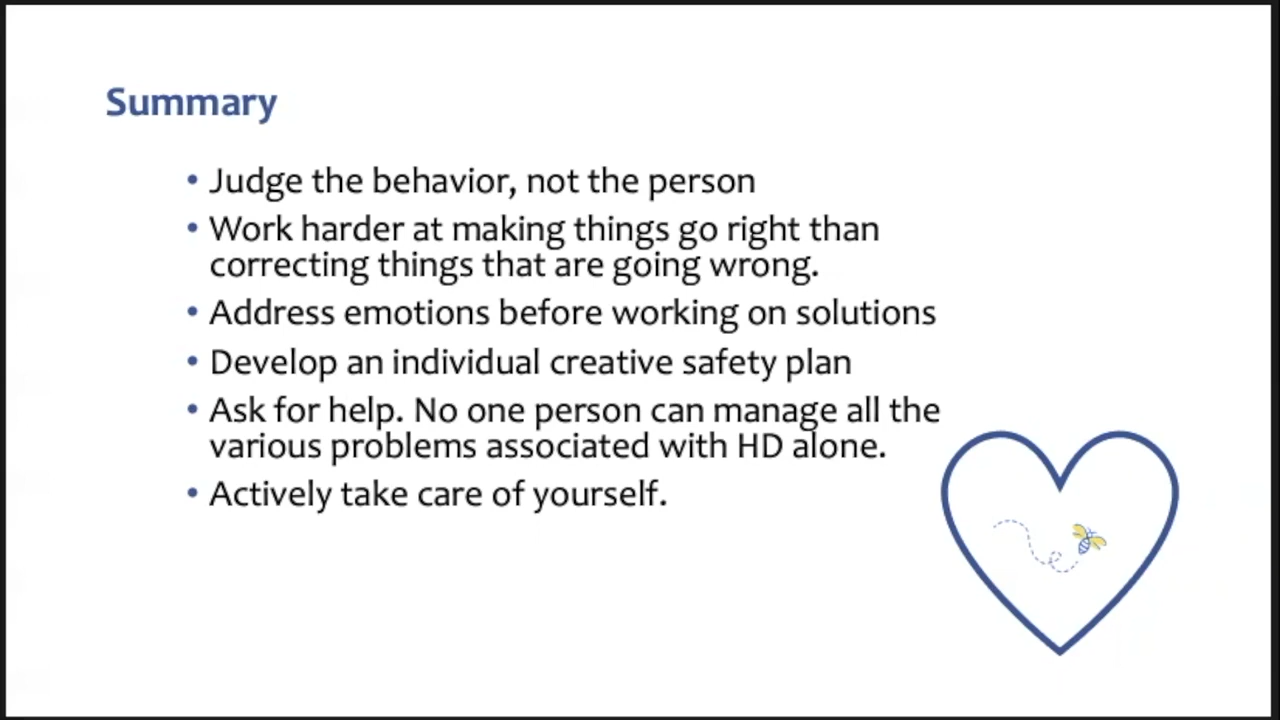 Summary
• Judge the behavior, not the person
• Work harder at making things go right than
correcting things that are going wrong.
• Address emotions before working on solutions
• Develop an individual creative safety plan
• Ask for help. No one person can manage all the
various problems associated with HD alone.
• Actively take care of yourself.